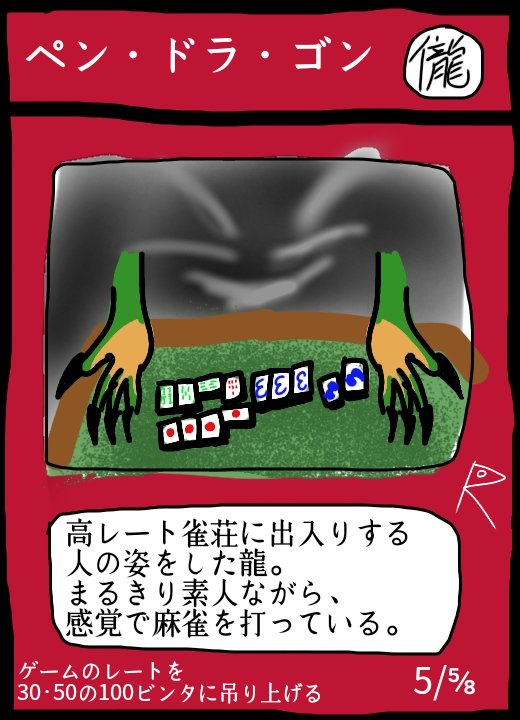 ペン・ドラ・ゴン
儱
高レート雀荘に出入りする
人の姿をした龍。
まるきり素人ながら、
感覚で麻雀を打っている。
ゲームのレートを
30・50の100ビンタに吊り上げる
5/⅝
R